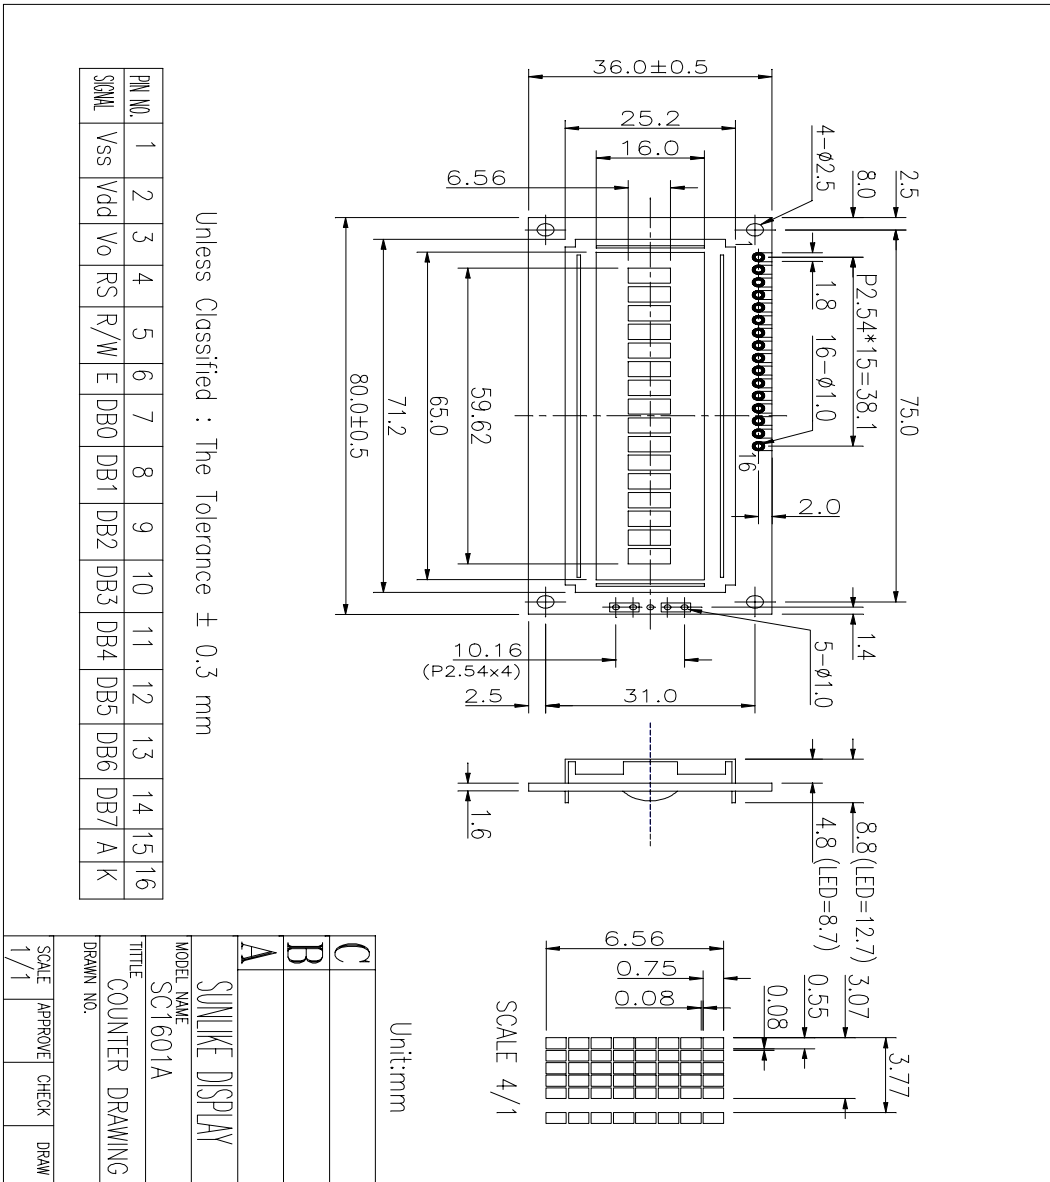 36.0±0.5
25.2
16.0
6.56
4-ø2.5
8.0
2.5
1
1.8
16-ø1.0
P2.54*15=38.1
75.0
16
2.0
59.62
65.0
71.2
80.0±0.5
10.16
(P2.54x4)
2.5
31.0
5-ø1.0
1.4
1.6
4.8 (LED=8.7)
8.8(LED=12.7)
6.56
0.75
0.08
0.08
0.55
3.07
3.77
SCALE 4/1
Unit:mm
Unless Classified : The Tolerance ± 0.3 mm
PIN NO. 1 2 3 4 5 6 7 8 9 10 11 12 13 14 15 16
SIGNAL Vss Vdd Vo RS R/W E DB0 DB1 DB2 DB3 DB4 DB5 DB6 DB7 A K
C
B
A
SUNLIKE DISPLAY
MODEL NAME
SC1601A
TITTLE
COUNTER DRAWING
DRAWN NO.
SCALE APPROVE CHECK DRAW
1/1